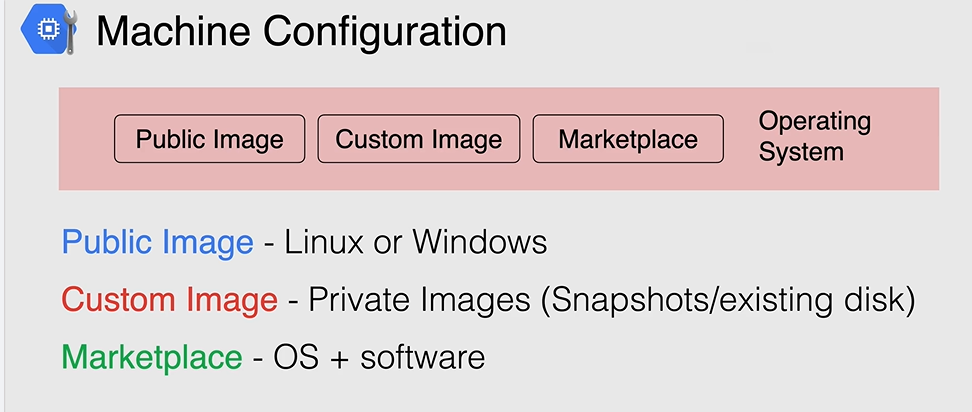 Machine Configuration
Public Image
Custom Image
Marketplace
Operating
System
Public Image - Linux or Windows
Custom Image - Private Images (Snapshots/existing disk)
Marketplace - OS + software